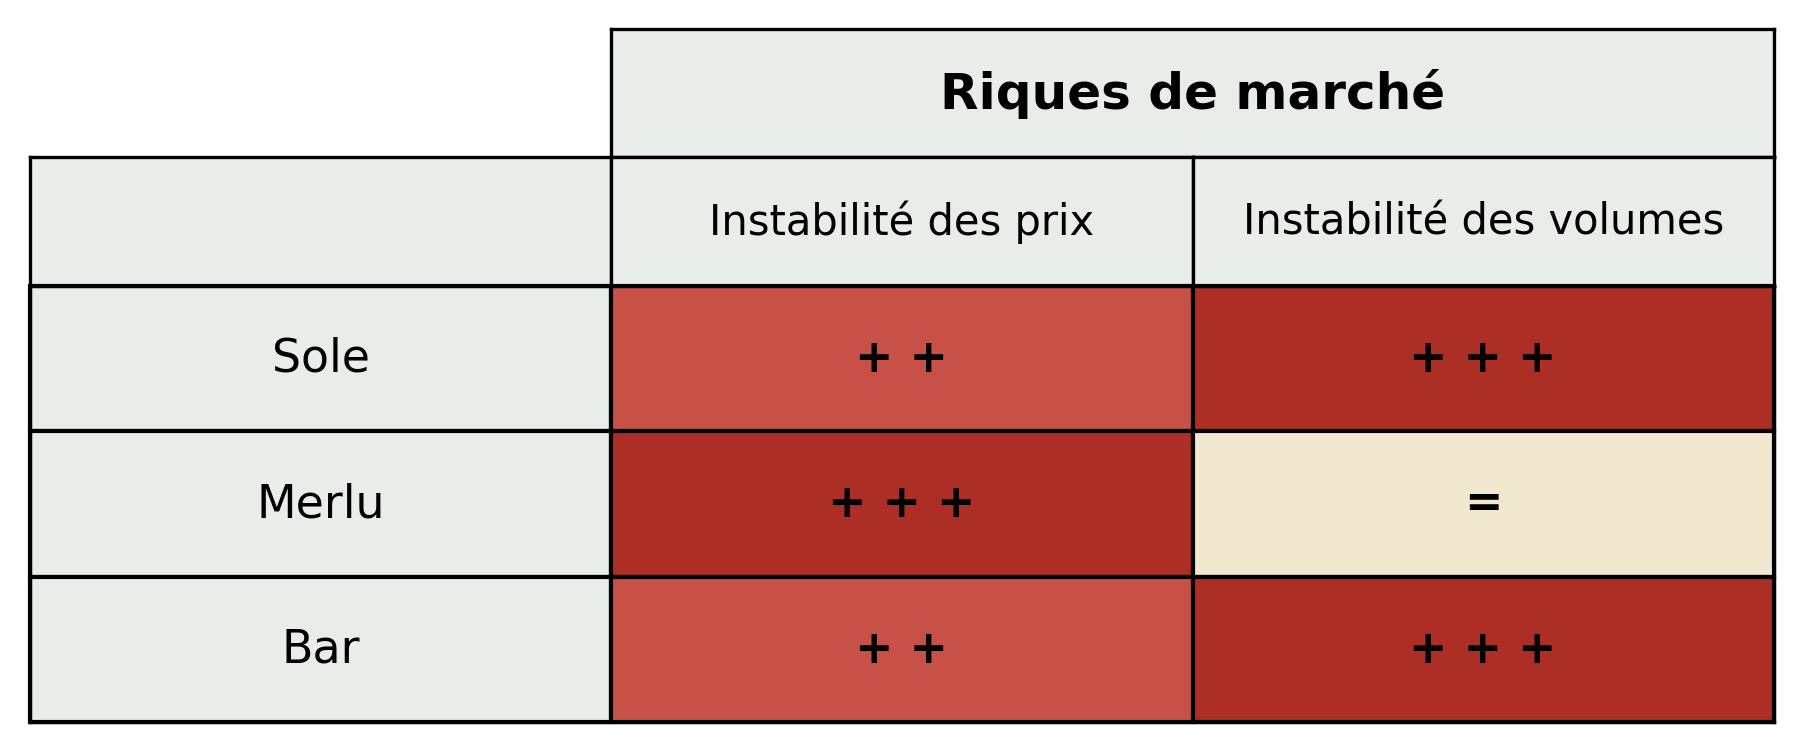 Riques de marché
Instabilité des prix Instabilité des volumes
Sole + + + + +
Merlu + + + =
Bar + + + + +